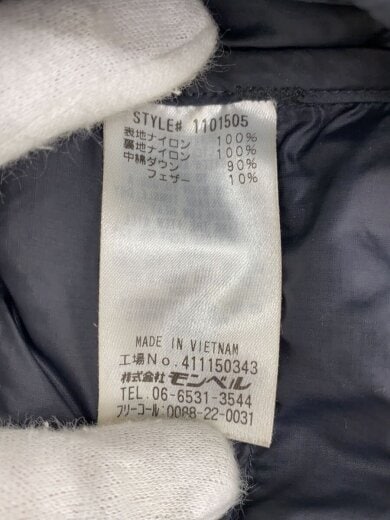 STYLE# 1101505
表地ナイロン 100%
裏地ナイロン 100%
中綿ダウン 90%
フェザー 10%
MADE IN VIETNAM
工場No.411150343
株式会社モンベル
TEL.06-6531-3544
フリーコール:0088-22-0031